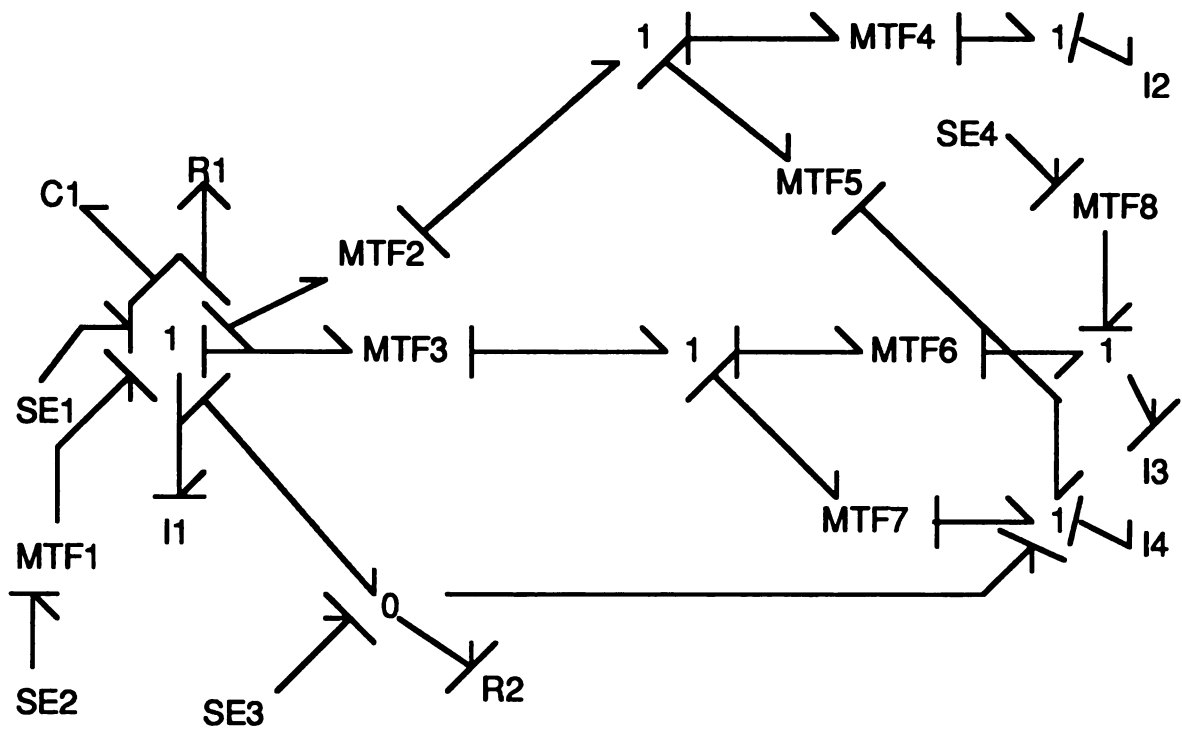 1 MTF4 1
I2
SE4
R1
C1
MTF5
MTF8
MTF2
1 MTF3 1 MTF6 1
SE1
I3
I1
MTF7 1 I4
MTF1
0
SE2 SE3 R2